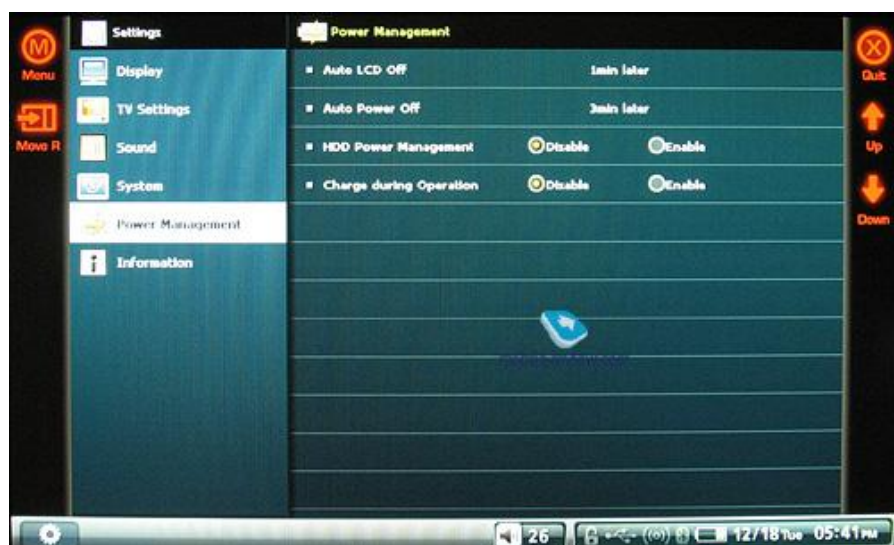 Settings
Power Management
M
Menu
Move R
Display
TV Settings
Sound
System
Power Management
Information
Auto LCD Off 1min later
Auto Power Off 3min later
HDD Power Management Disable Enable
Charge during Operation Disable Enable
X
Quit
Up
Down
26 12/18 Tue 05:41 PM